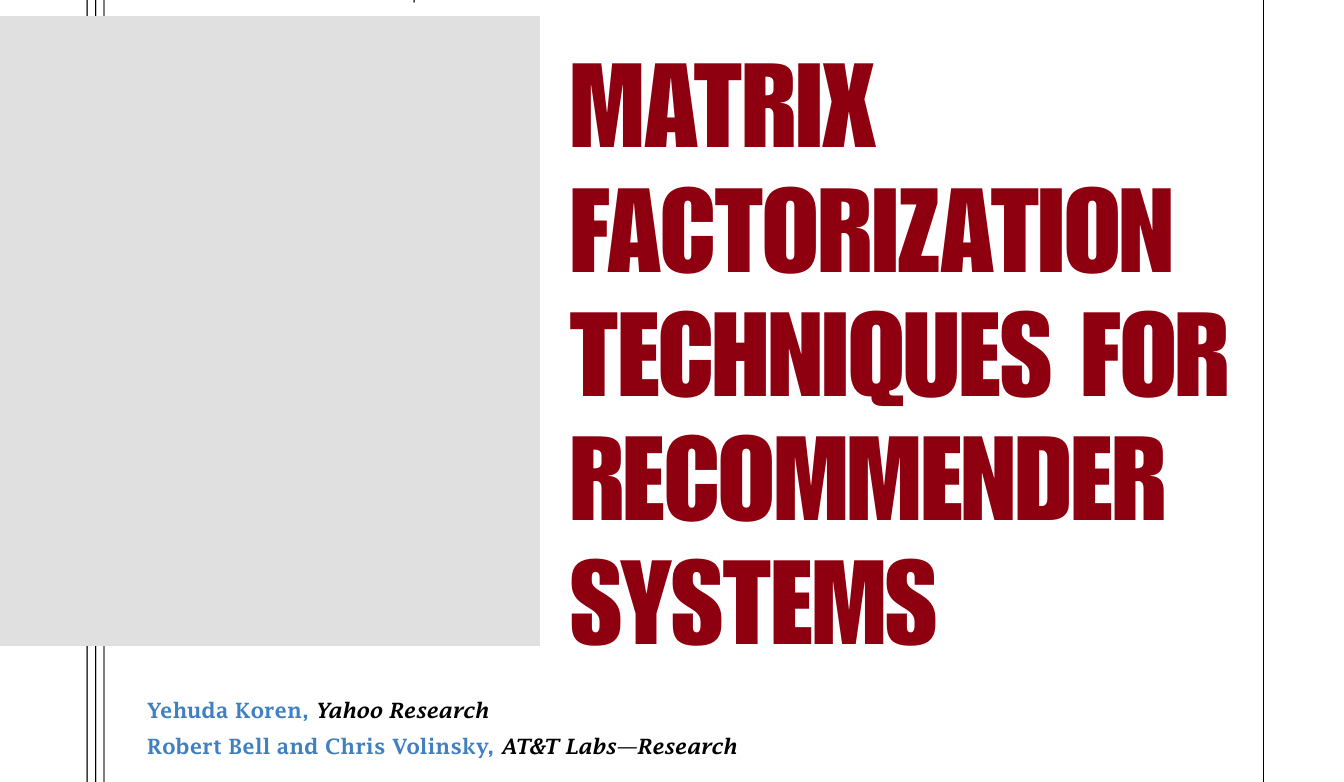 MATRIX
FACTORIZATION
TECHNIQUES FOR
RECOMMENDER
SYSTEMS
Yehuda Koren, Yahoo Research
Robert Bell and Chris Volinsky, AT&T Labs—Research